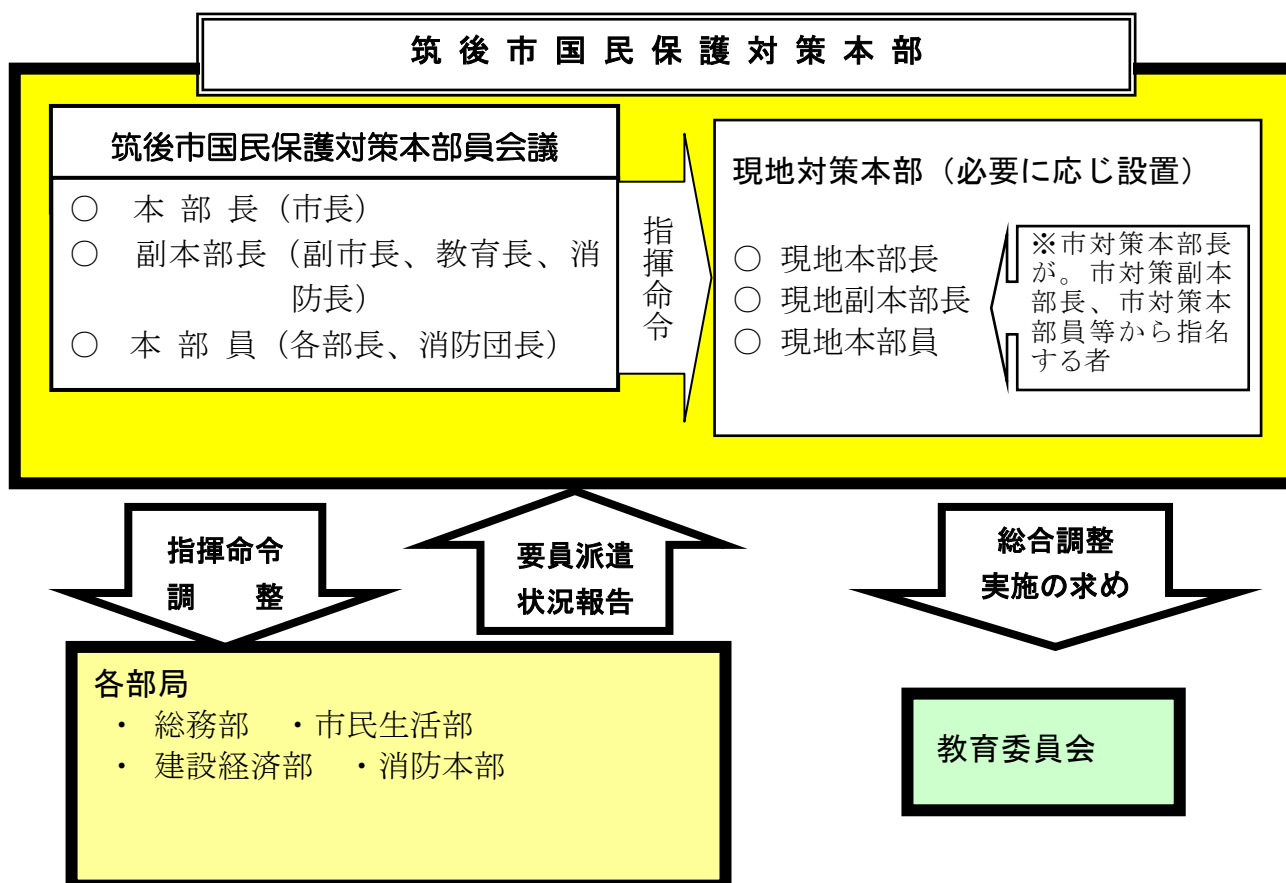 筑後市国民保護対策本部
筑後市国民保護対策本部員会議
○ 本部長（市長）
○ 副本部長（副市長、教育長、消
防長）
○ 本部員（各部長、消防団長）
指揮命令
現地対策本部（必要に応じ設置）
○ 現地本部長
○ 現地副本部長
○ 現地本部員
※市対策本部長
が。市対策副本
部長、市対策本
部員等から指名
する者
指揮命令
調 整
要員派遣
状況報告
総合調整
実施の求め
各部局
・ 総務部 ・市民生活部
・ 建設経済部 ・消防本部
教育委員会